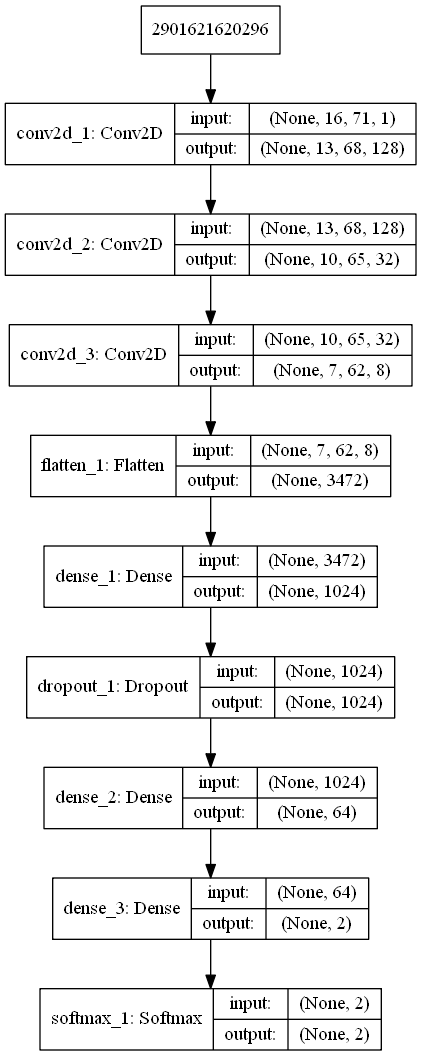 2901621620296
conv2d_1: Conv2D
input: (None, 16, 71, 1)
output: (None, 13, 68, 128)
conv2d_2: Conv2D
input: (None, 13, 68, 128)
output: (None, 10, 65, 32)
conv2d_3: Conv2D
input: (None, 10, 65, 32)
output: (None, 7, 62, 8)
flatten_1: Flatten
input: (None, 7, 62, 8)
output: (None, 3472)
dense_1: Dense
input: (None, 3472)
output: (None, 1024)
dropout_1: Dropout
input: (None, 1024)
output: (None, 1024)
dense_2: Dense
input: (None, 1024)
output: (None, 64)
dense_3: Dense
input: (None, 64)
output: (None, 2)
softmax_1: Softmax
input: (None, 2)
output: (None, 2)